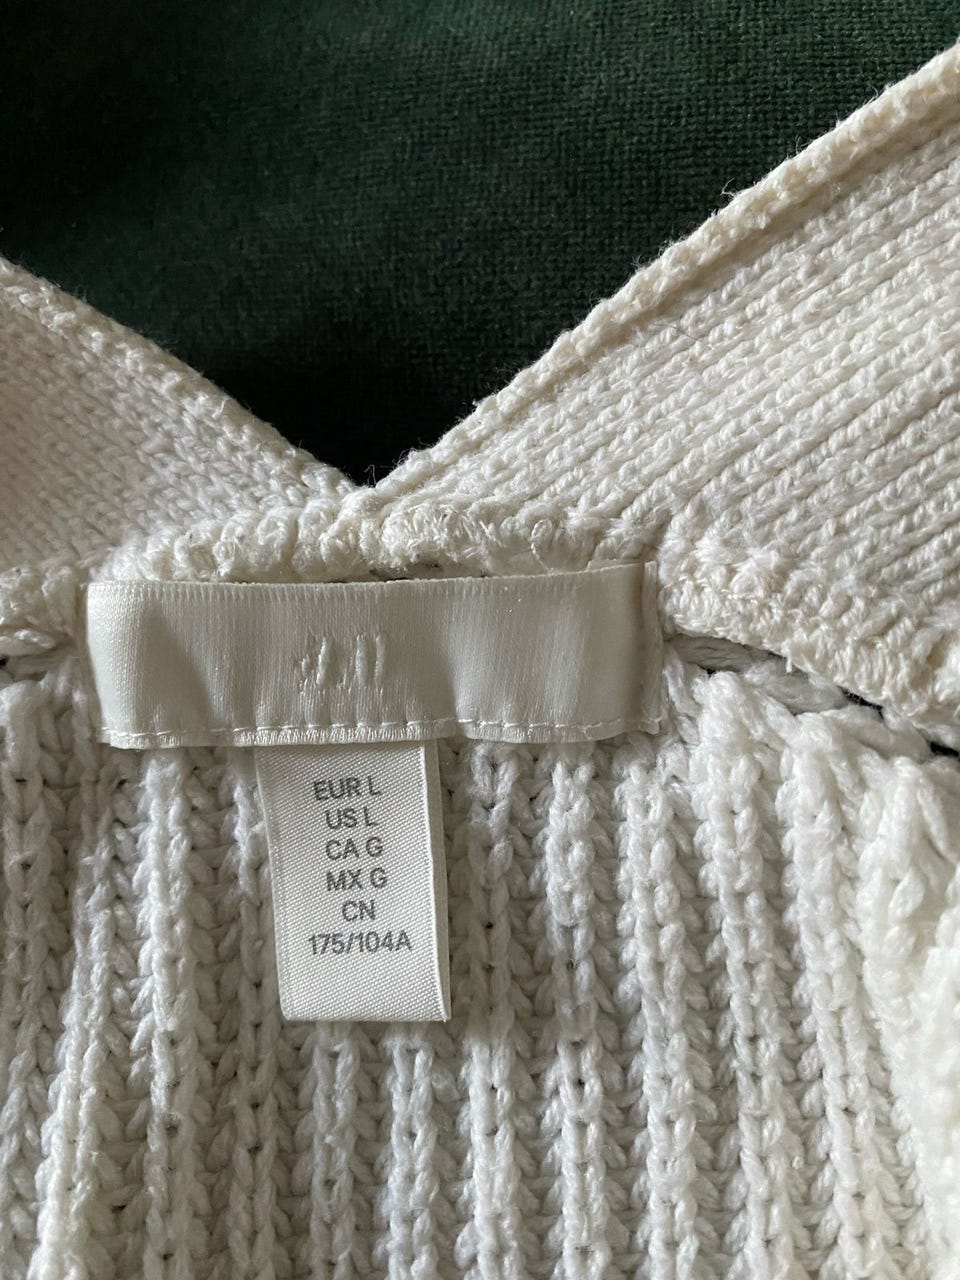 H&M
EUR L
US L
CA G
MX G
CN
175/104A